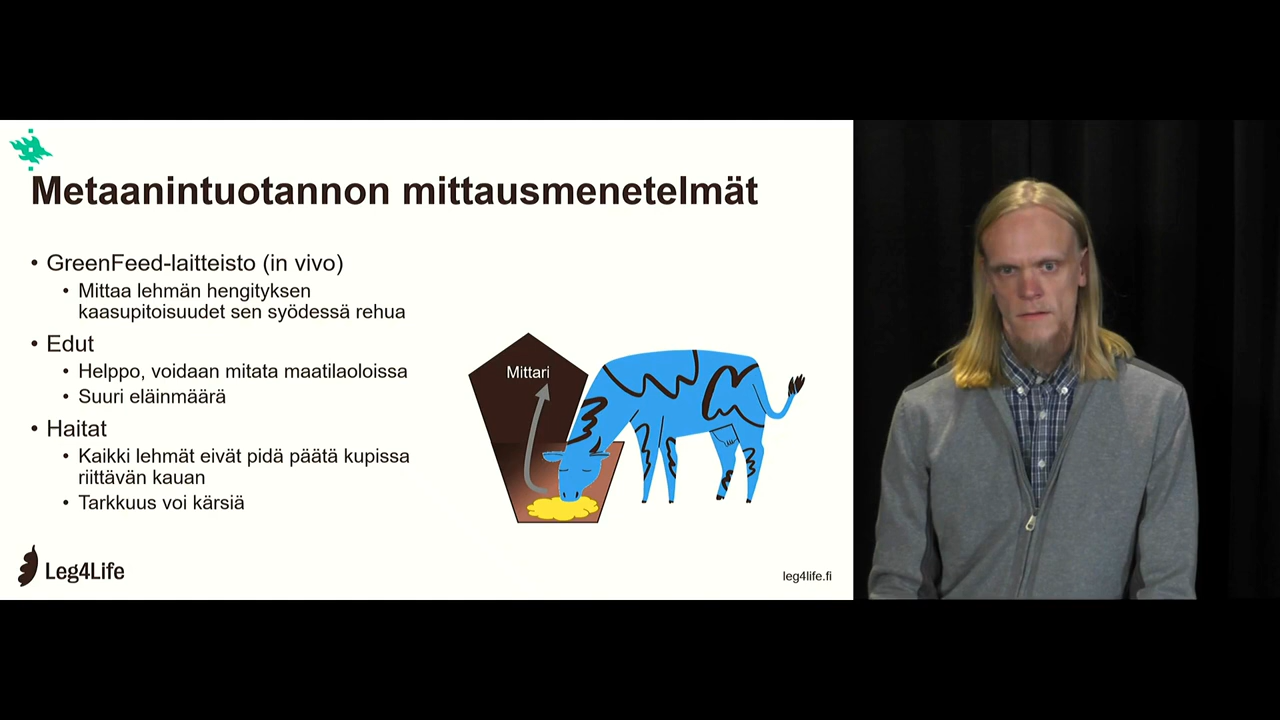 Metaanintuotannon mittausmenetelmät
• GreenFeed-laitteisto (in vivo)
• Mittaa lehmän hengityksen
kaasupitoisuudet sen syödessä rehua
• Edut
• Helppo, voidaan mitata maatilaoloissa
• Suuri eläinmäärä
• Haitat
• Kaikki lehmät eivät pidä päätä kupissa
riittävän kauan
• Tarkkuus voi kärsiä
Mittari
Leg4Life
leg4life.fi